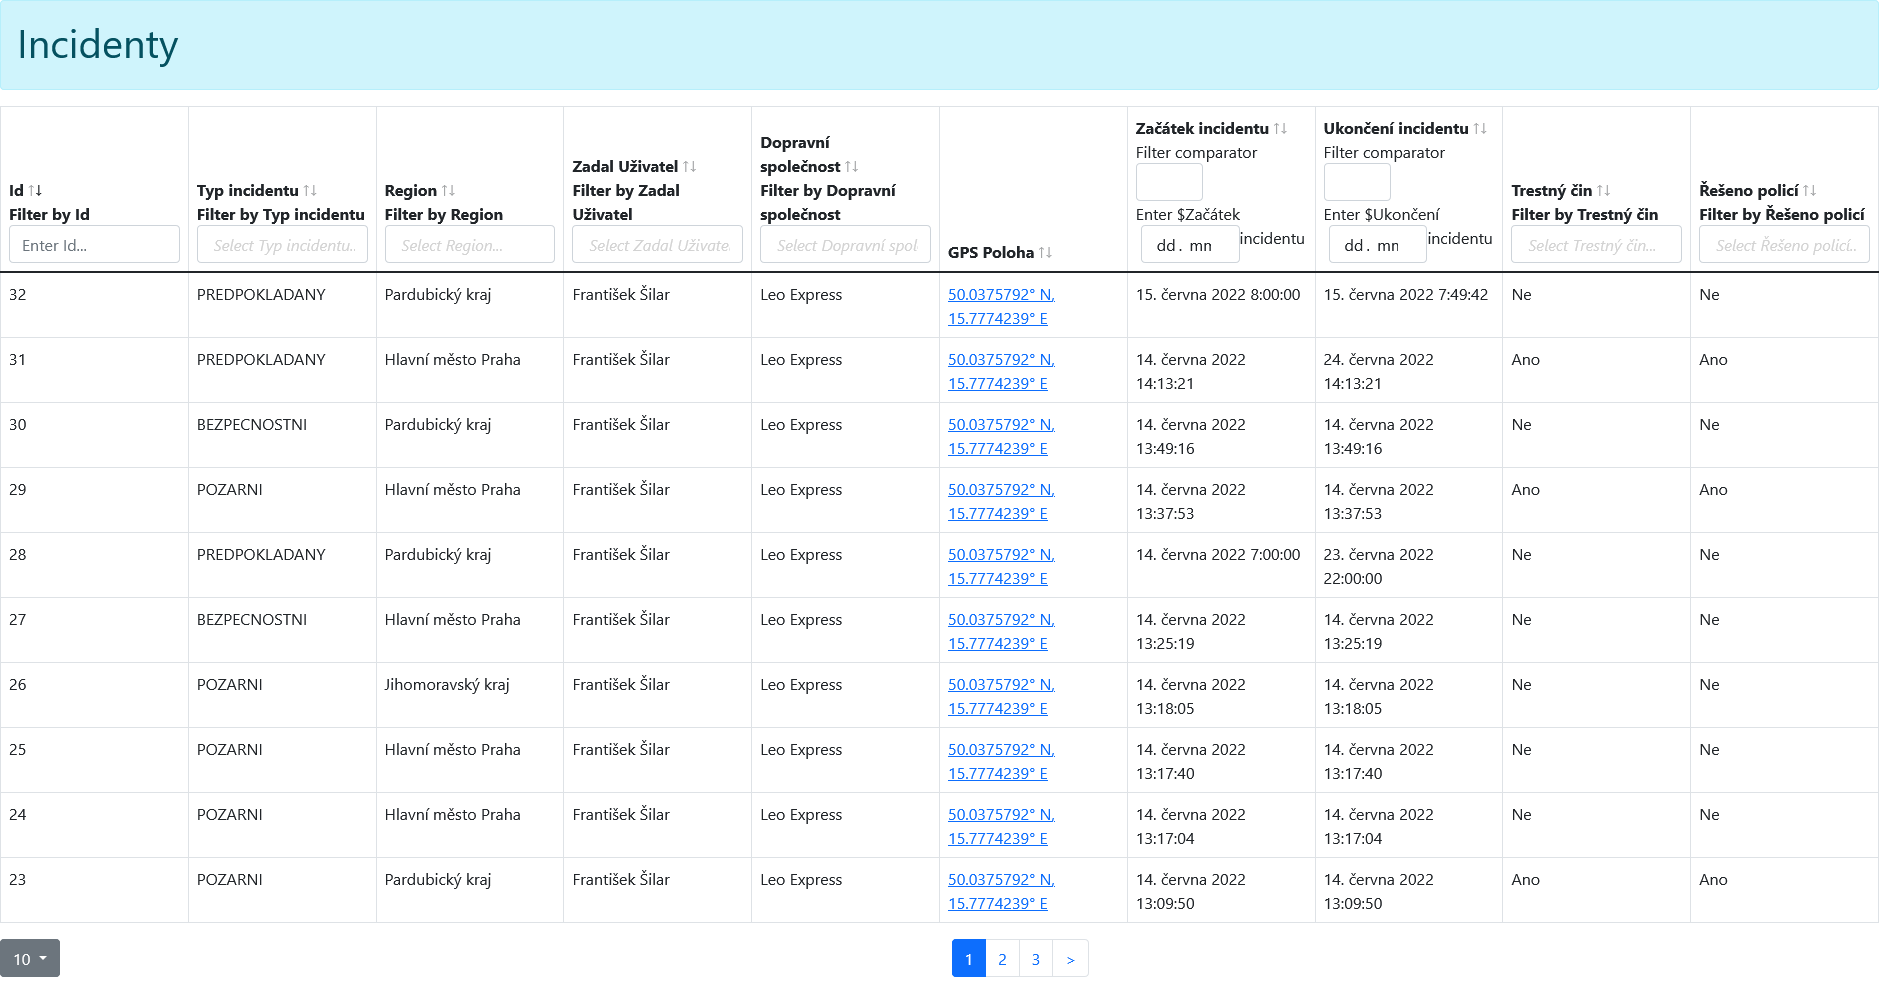 Incidenty
Id ↑↓
Filter by Id
Enter Id...
Typ incidentu ↑↓
Filter by Typ incidentu
Select Typ incidentu..
Region ↑↓
Filter by Region
Select Region...
Zadal Uživatel ↑↓
Filter by Zadal
Uživatel
Select Zadal Uživate
Dopravní
společnost ↑↓
Filter by Dopravní
společnost
Select Dopravní spol
GPS Poloha ↑↓
Začátek incidentu ↑↓
Filter comparator
Enter $Začátek
dd. mn incidentu
Ukončení incidentu ↑↓
Filter comparator
Enter $Ukončení
dd. mn incidentu
Trestný čin ↑↓
Filter by Trestný čin
Select Trestný čin...
Řešeno policí ↑↓
Filter by Řešeno policí
Select Řešeno policí..
32 PREDPOKLADANY Pardubický kraj František Šilar Leo Express 50.0375792° N, 15. června 2022 8:00:00 15. června 2022 7:49:42 Ne Ne
15.7774239° E
31 PREDPOKLADANY Hlavní město Praha František Šilar Leo Express 50.0375792° N, 14. června 2022 24. června 2022 Ano Ano
15.7774239° E 14:13:21 14:13:21
30 BEZPECNOSTNI Pardubický kraj František Šilar Leo Express 50.0375792° N, 14. června 2022 14. června 2022 Ne Ne
15.7774239° E 13:49:16 13:49:16
29 POZARNI Hlavní město Praha František Šilar Leo Express 50.0375792° N, 14. června 2022 14. června 2022 Ano Ano
15.7774239° E 13:37:53 13:37:53
28 PREDPOKLADANY Pardubický kraj František Šilar Leo Express 50.0375792° N, 14. června 2022 7:00:00 23. června 2022 Ne Ne
15.7774239° E 22:00:00
27 BEZPECNOSTNI Hlavní město Praha František Šilar Leo Express 50.0375792° N, 14. června 2022 14. června 2022 Ne Ne
15.7774239° E 13:25:19 13:25:19
26 POZARNI Jihomoravský kraj František Šilar Leo Express 50.0375792° N, 14. června 2022 14. června 2022 Ne Ne
15.7774239° E 13:18:05 13:18:05
25 POZARNI Hlavní město Praha František Šilar Leo Express 50.0375792° N, 14. června 2022 14. června 2022 Ne Ne
15.7774239° E 13:17:40 13:17:40
24 POZARNI Hlavní město Praha František Šilar Leo Express 50.0375792° N, 14. června 2022 14. června 2022 Ne Ne
15.7774239° E 13:17:04 13:17:04
23 POZARNI Pardubický kraj František Šilar Leo Express 50.0375792° N, 14. června 2022 14. června 2022 Ano Ano
15.7774239° E 13:09:50 13:09:50
10 1 2 3 >